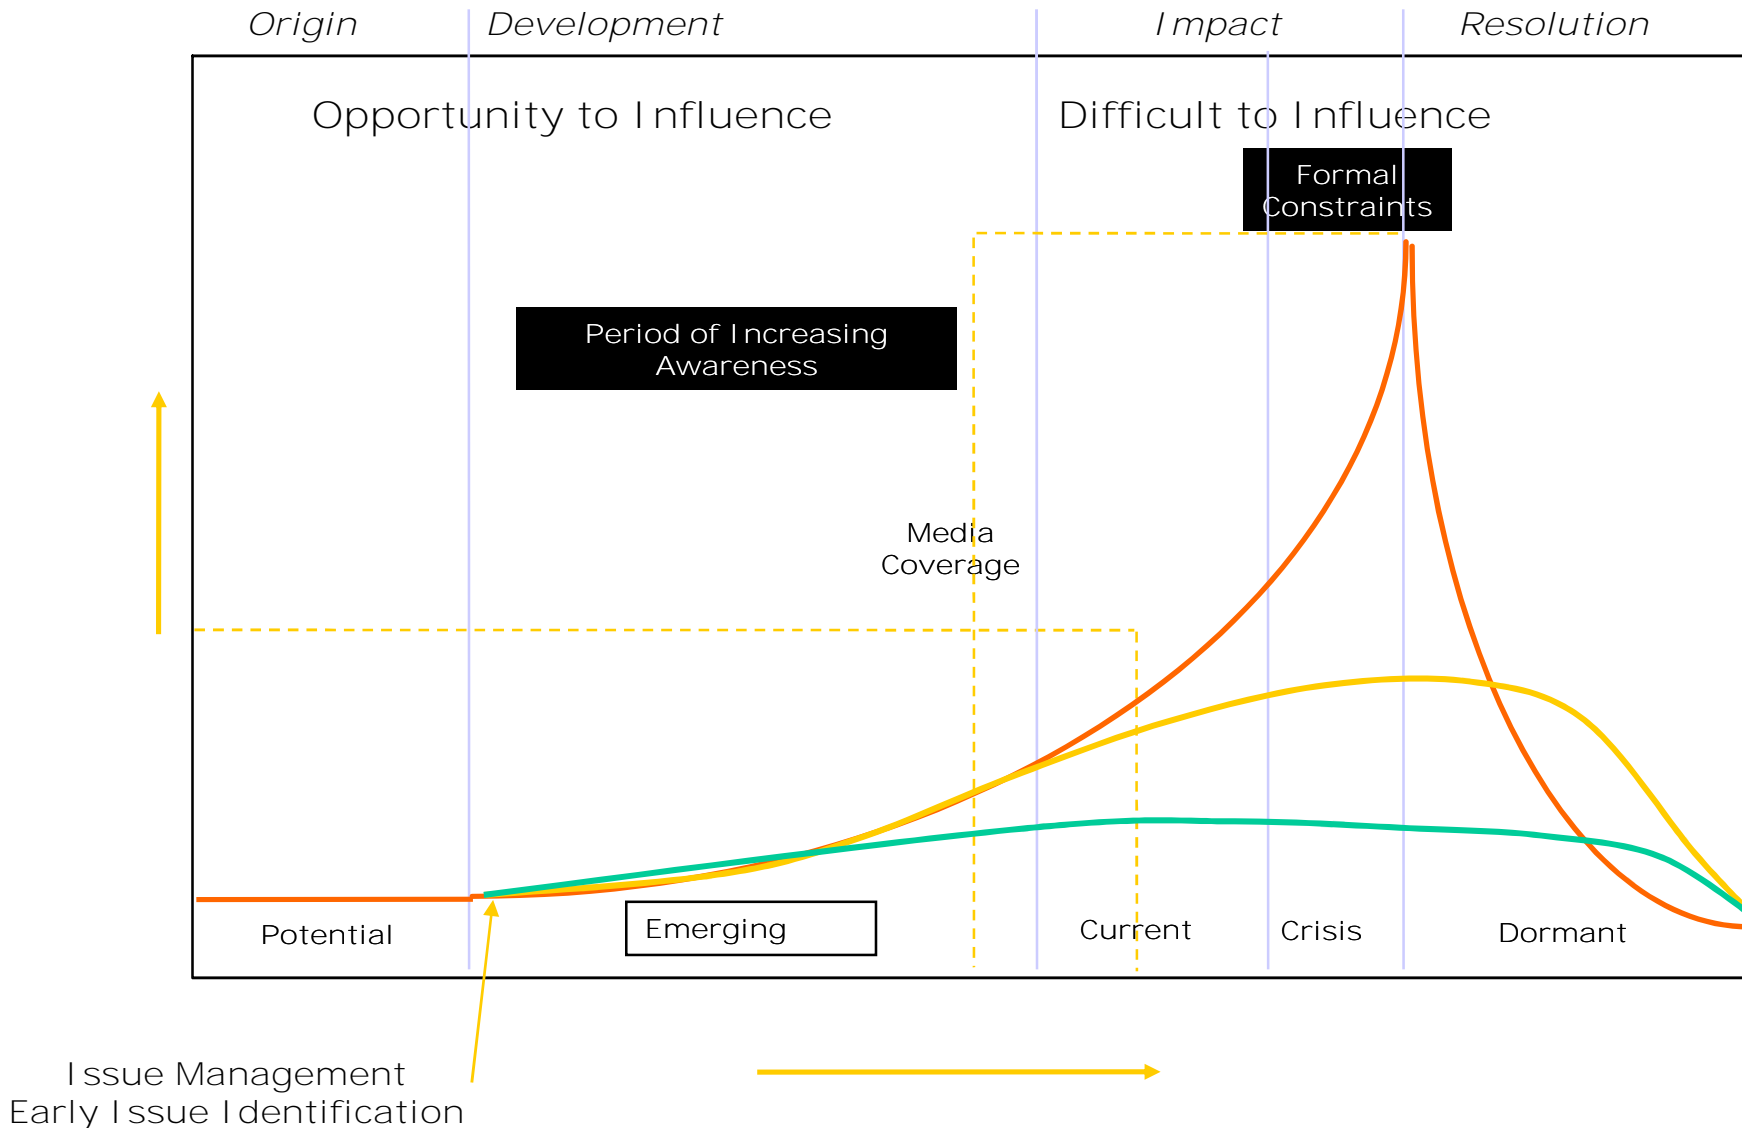 Origin
Development
Impact
Resolution
Opportunity to Influence
Difficult to Influence
Formal
Constraints
Period of Increasing
Awareness
Media
Coverage
Potential
Emerging
Current
Crisis
Dormant
Issue Management
Early Issue Identification